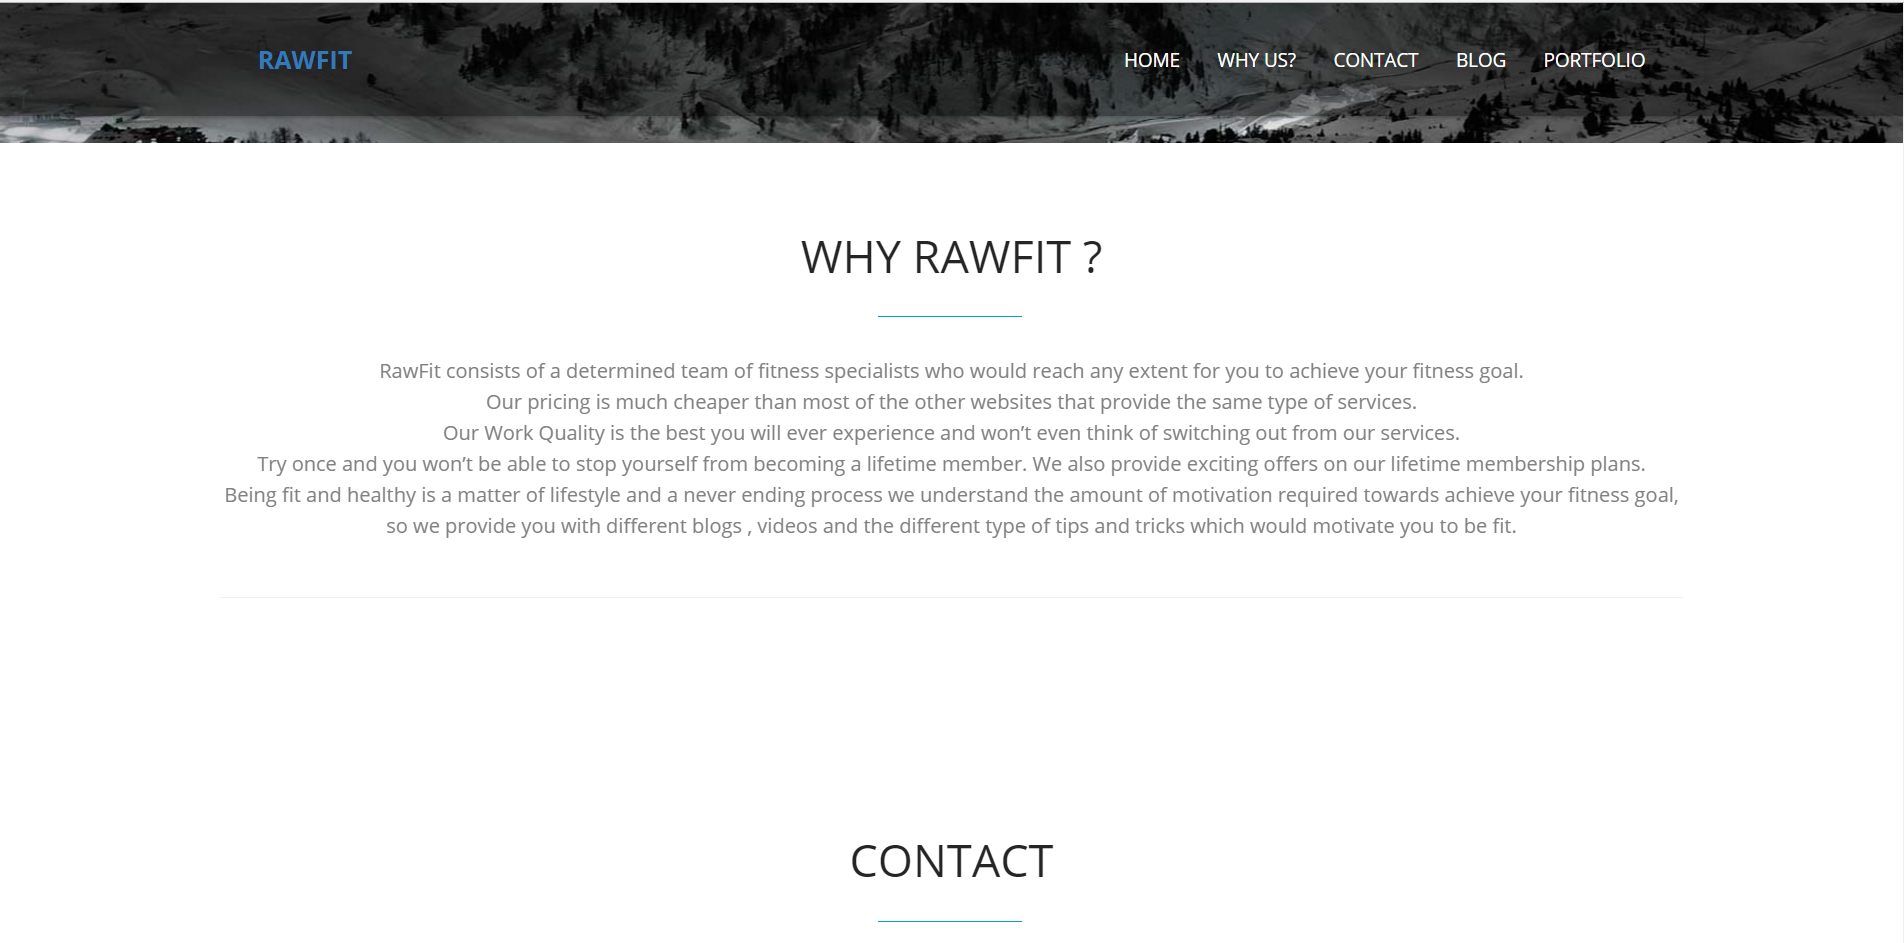 RAWFIT
HOME WHY US? CONTACT BLOG PORTFOLIO
WHY RAWFIT ?
RawFit consists of a determined team of fitness specialists who would reach any extent for you to achieve your fitness goal.
Our pricing is much cheaper than most of the other websites that provide the same type of services.
Our Work Quality is the best you will ever experience and won’t even think of switching out from our services.
Try once and you won’t be able to stop yourself from becoming a lifetime member. We also provide exciting offers on our lifetime membership plans.
Being fit and healthy is a matter of lifestyle and a never ending process we understand the amount of motivation required towards achieve your fitness goal,
so we provide you with different blogs , videos and the different type of tips and tricks which would motivate you to be fit.
CONTACT